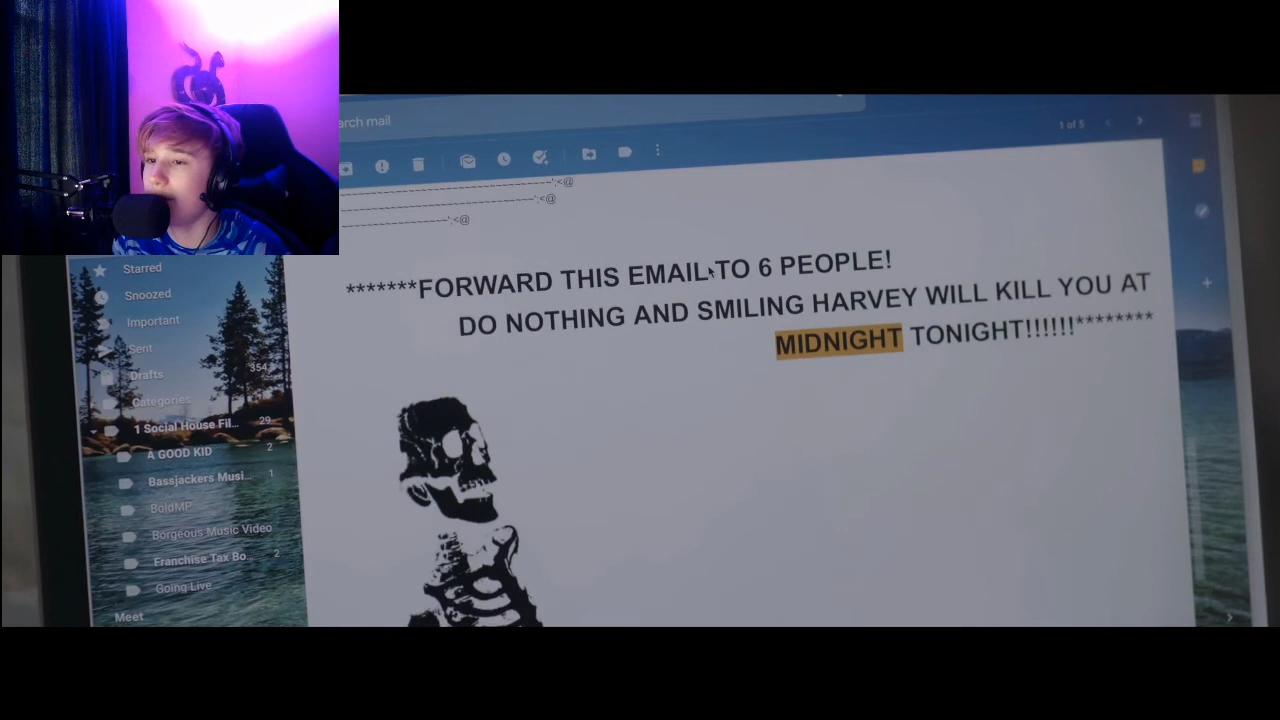 arch mail
1 of 5
--------------------------------------------';<@
----------------------------------------';<@
----------------------';<@
*******FORWARD THIS EMAIL TO 6 PEOPLE!
DO NOTHING AND SMILING HARVEY WILL KILL YOU AT
MIDNIGHT TONIGHT!!!!!!********
Starred
Snoozed
Important
Sent
Drafts 354
Categories
1 Social House Fil... 29
A GOOD KID 2
Bassjackers Musi... 1
BoldMP
Borgeous Music Video
Franchise Tax Bo... 2
Going Live
Meet